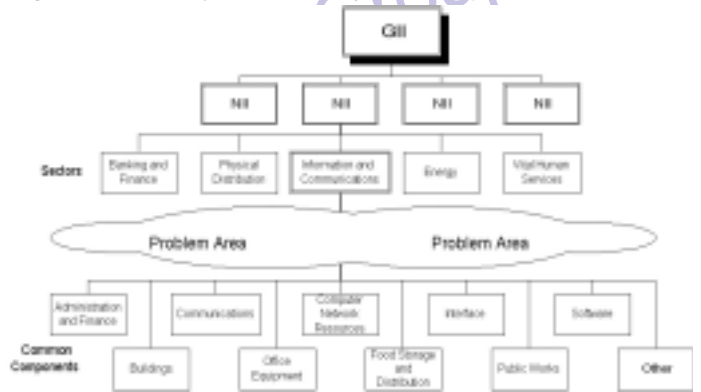 GII
NII NII NII NII
Sectors
Banking and
Finance
Physical
Distribution
Information and
Communications
Energy
Vital Human
Services
Problem Area Problem Area
Administration
and Finance
Communications
Computer
Network
Resources
Interface
Software
Common
Components
Buildings
Office
Equipment
Food Storage
and
Distribution
Public Works
Other